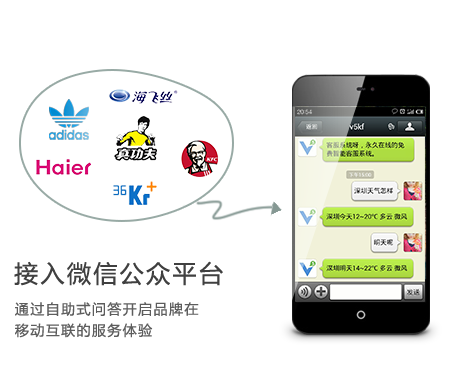 海飞丝®
adidas
真功夫
KFC
Haier
36Kr+
20:54
返回
v5kf
客服系统呀，永久在线的免
费智能客服系统。
深圳天气怎样
深圳今天12~20℃ 多云 微风
明天呢
深圳明天14~22℃ 多云 微风
发送
接入微信公众平台
通过自助式问答开启品牌在
移动互联的服务体验